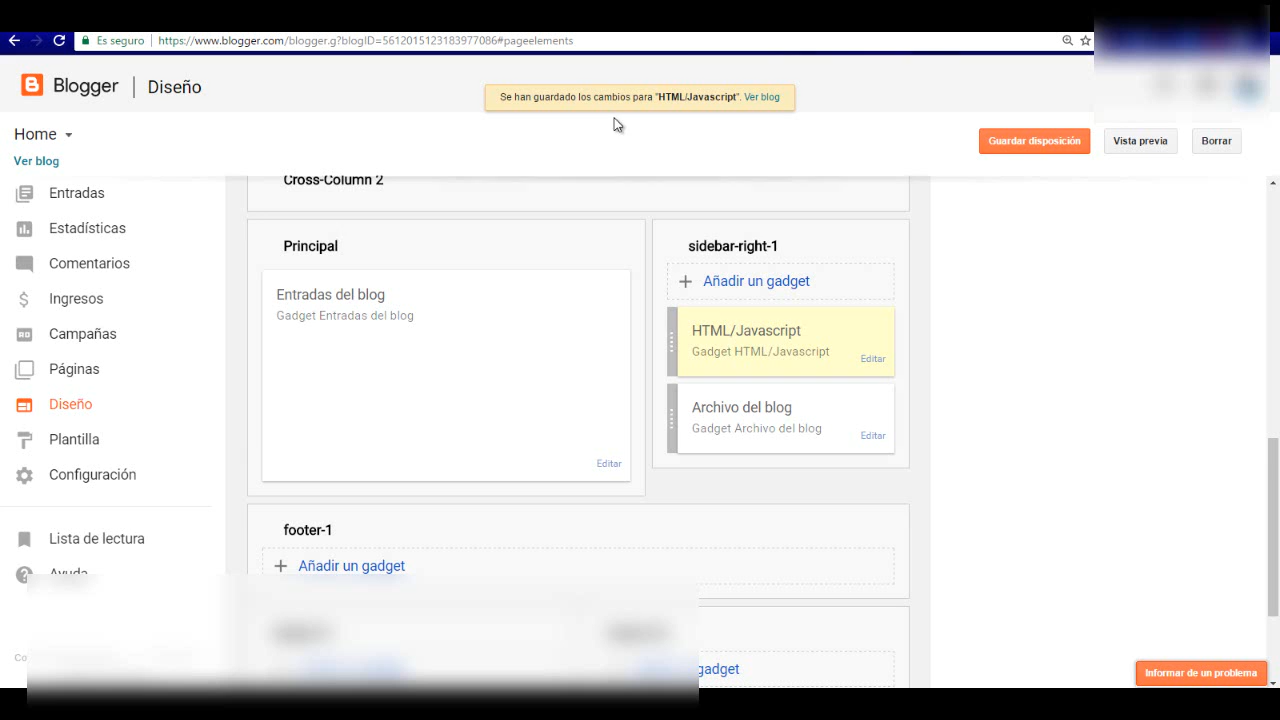 Es seguro
https://www.blogger.com/blogger.g?blogID=5612015123183977086#pageelements
Blogger
Diseño
Se han guardado los cambios para "HTML/Javascript". Ver blog
Home
Ver blog
Guardar disposición
Vista previa
Borrar
Entradas
Estadísticas
Comentarios
Ingresos
Campañas
Páginas
Diseño
Plantilla
Configuración
Lista de lectura
Ayuda
Cross-Column 2
Principal
Entradas del blog
Gadget Entradas del blog
Editar
sidebar-right-1
Añadir un gadget
HTML/Javascript
Gadget HTML/Javascript
Editar
Archivo del blog
Gadget Archivo del blog
Editar
footer-1
Añadir un gadget
gadget
Informar de un problema